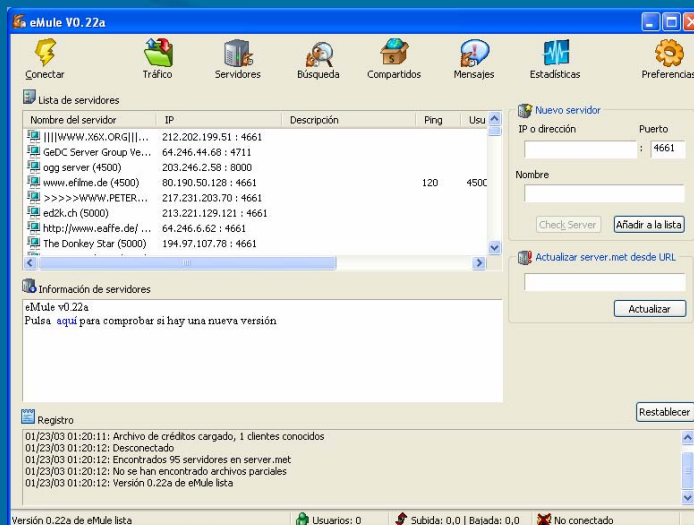 eMule V0.22a
Conectar Tráfico Servidores Búsqueda Compartidos Mensajes Estadísticas Preferencias
Lista de servidores
Nombre del servidor IP Descripción Ping Usu
||||WWW.X6X.ORG|||... 212.202.199.51 : 4661
GeDC Server Group Ve... 64.246.44.68 : 4711
ogg server (4500) 203.246.2.58 : 8000
www.efilme.de (4500) 80.190.50.128 : 4661 120 4500
>>>>>WWW.PETER... 217.231.203.70 : 4661
ed2k.ch (5000) 213.221.129.121 : 4661
http://www.eaffe.de/ ... 64.246.6.62 : 4661
The Donkey Star (5000) 194.97.107.78 : 4661
Nuevo servidor
IP o dirección Puerto
: 4661
Nombre
Check Server Añadir a la lista
Actualizar server.met desde URL
Actualizar
Información de servidores
eMule v0.22a
Pulsa aquí para comprobar si hay una nueva versión
Restablecer
Registro
01/23/03 01:20:11: Archivo de créditos cargado, 1 clientes conocidos
01/23/03 01:20:12: Desconectado
01/23/03 01:20:12: Encontrados 95 servidores en server.met
01/23/03 01:20:12: No se han encontrado archivos parciales
01/23/03 01:20:12: Versión 0.22a de eMule lista
Versión 0.22a de eMule lista Usuarios: 0 Subida: 0,0 | Bajada: 0,0 No conectado